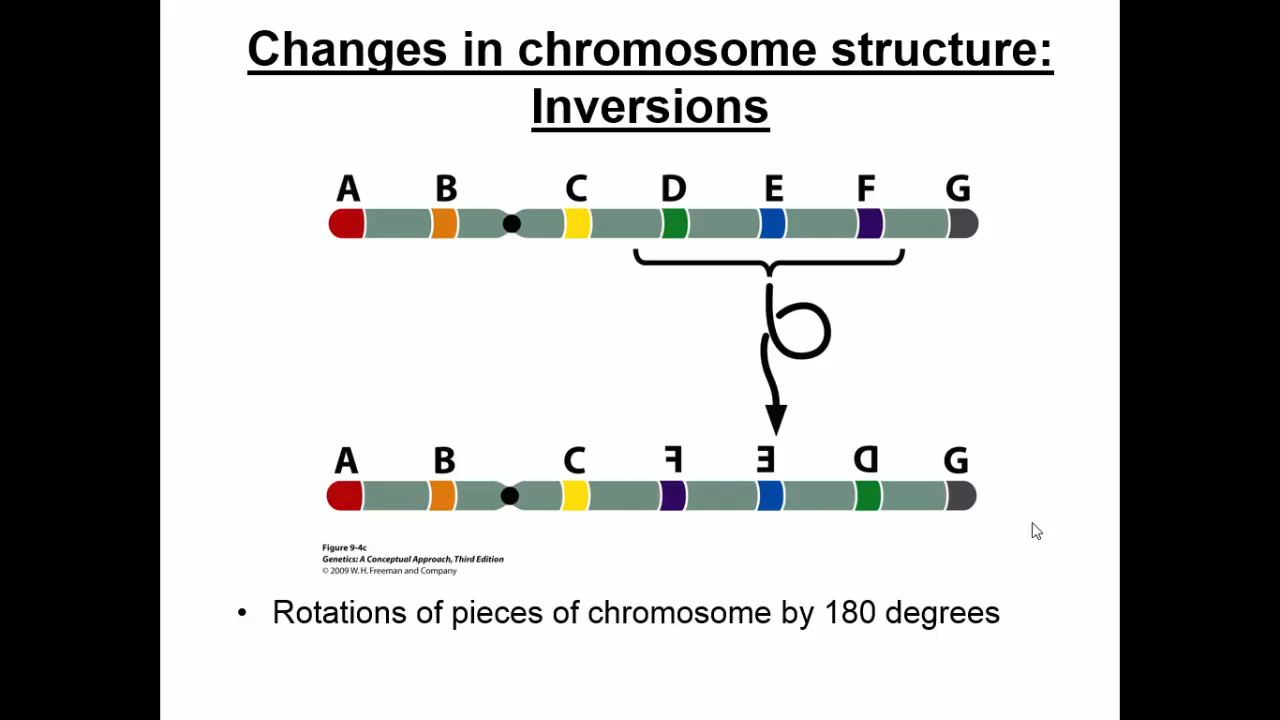 Changes in chromosome structure:
Inversions
A B C D E F G
A B C F E D G
Figure 9-4c
Genetics: A Conceptual Approach, Third Edition
© 2009 W. H. Freeman and Company
• Rotations of pieces of chromosome by 180 degrees